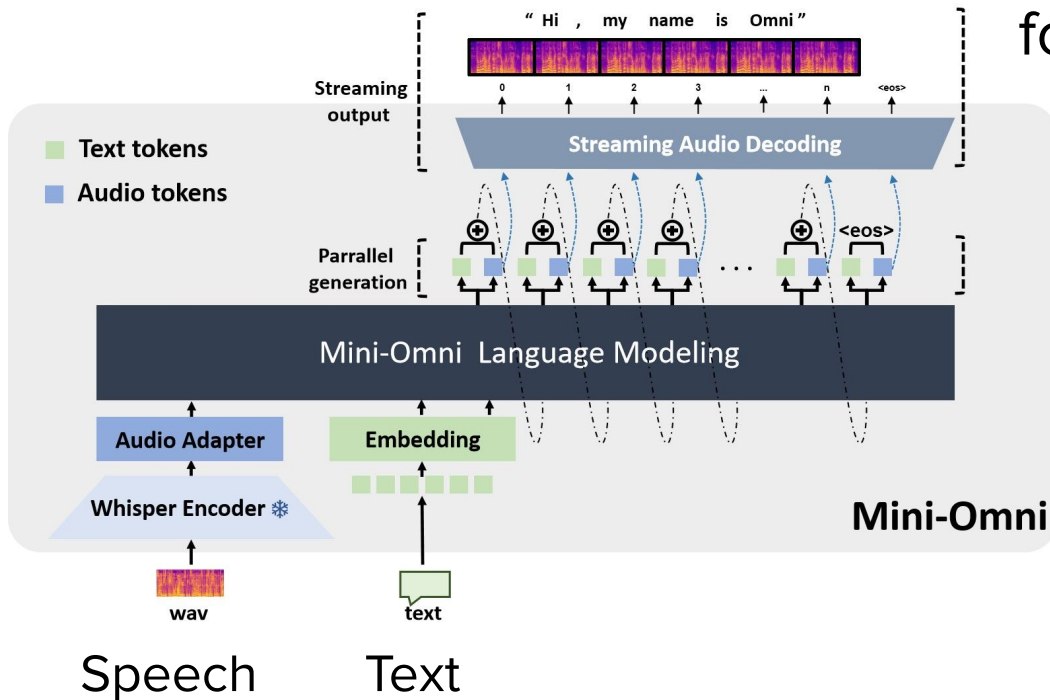 “ Hi , my name is Omni ”
fo
Streaming
output
0 1 2 3 ... n <eos>
Streaming Audio Decoding
Text tokens
Audio tokens
<eos>
Parrallel
generation
. . .
Mini-Omni Language Modeling
Audio Adapter
Embedding
Whisper Encoder
Mini-Omni
wav
text
Speech
Text